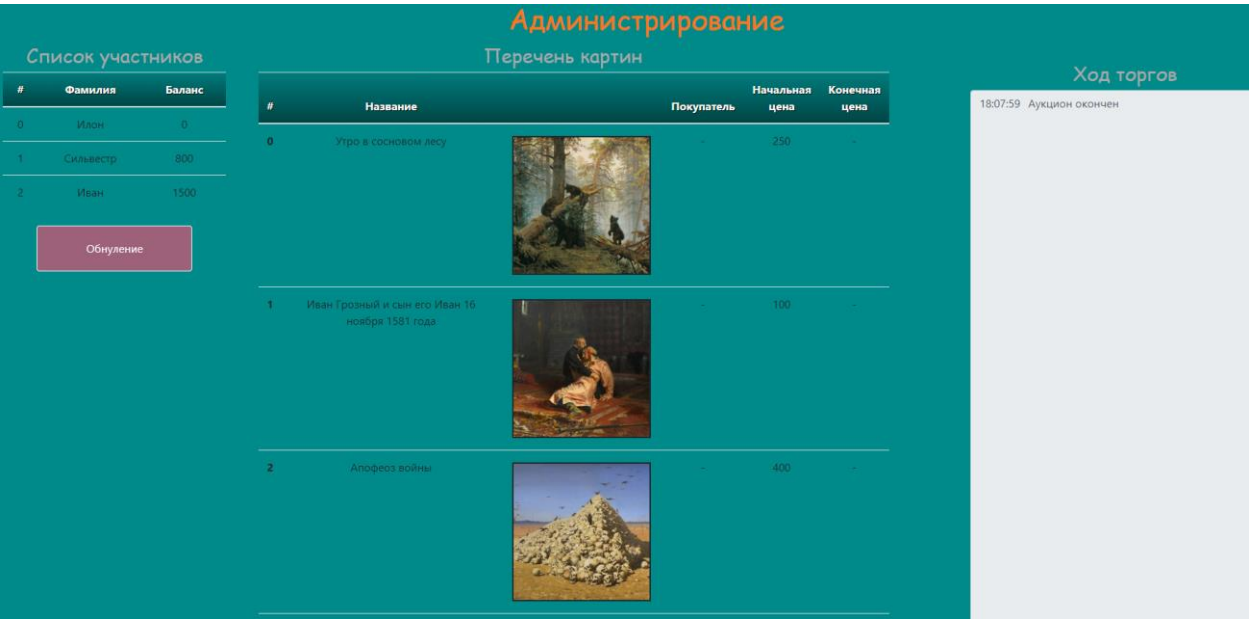 Администрирование
Список участников
# Фамилия Баланс
0 Илон 0
1 Сильвестр 800
2 Иван 1500
Обнуление
Перечень картин
# Название Покупатель Начальная цена Конечная цена
0 Утро в сосновом лесу - 250 -
1 Иван Грозный и сын его Иван 16
ноября 1581 года - 100 -
2 Апофеоз войны - 400 -
Ход торгов
18:07:59 Аукцион окончен